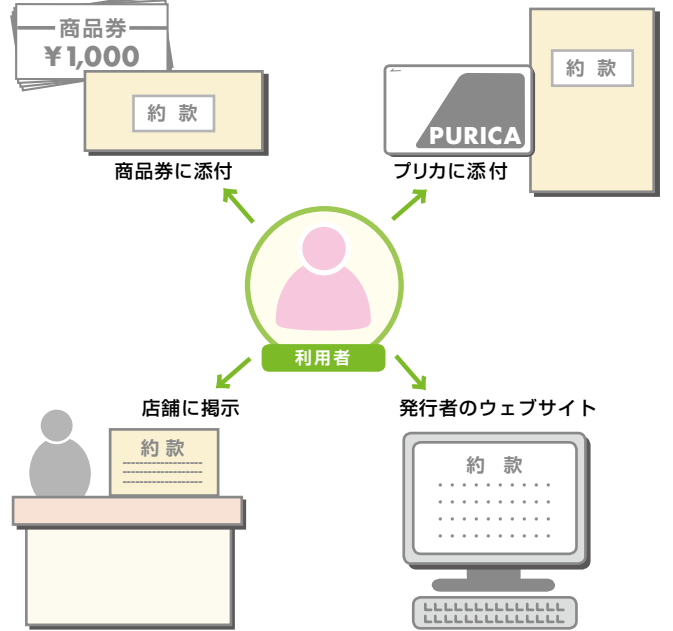 商品券
¥1,000
約款
商品券に添付
PURICA
約款
プリカに添付
利用者
店舗に掲示
約款
発行者のウェブサイト
約款